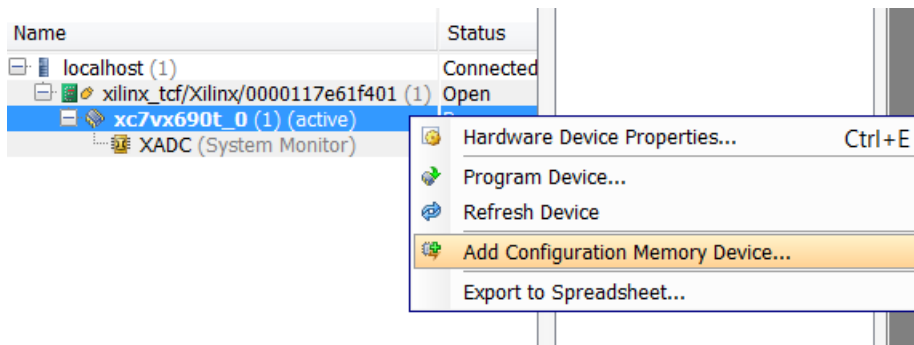 Name Status
localhost (1) Connected
xilinx_tcf/Xilinx/0000117e61f401 (1) Open
xc7vx690t_0 (1) (active)
XADC (System Monitor)
Hardware Device Properties... Ctrl+E
Program Device...
Refresh Device
Add Configuration Memory Device...
Export to Spreadsheet...